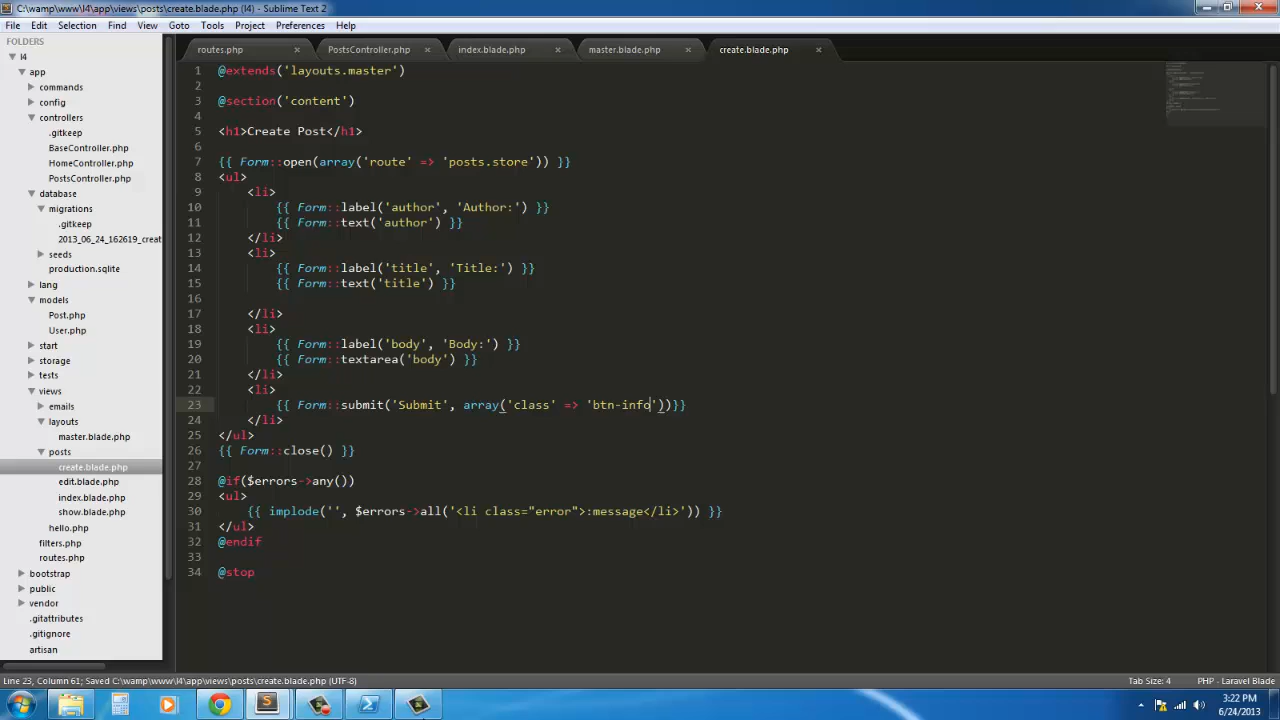 C:\wamp\www\l4\app\views\posts\create.blade.php (l4) - Sublime Text 2
File Edit Selection Find View Goto Tools Project Preferences Help
FOLDERS
l4
app
commands
config
controllers
.gitkeep
BaseController.php
HomeController.php
PostsController.php
database
migrations
.gitkeep
2013_06_24_162619_creat
seeds
production.sqlite
lang
models
Post.php
User.php
start
storage
tests
views
emails
layouts
master.blade.php
posts
create.blade.php
edit.blade.php
index.blade.php
show.blade.php
hello.php
filters.php
routes.php
bootstrap
public
vendor
.gitattributes
.gitignore
artisan
routes.php PostsController.php index.blade.php master.blade.php create.blade.php
1 @extends('layouts.master')
2
3 @section('content')
4
5 <h1>Create Post</h1>
6
7 {{ Form::open(array('route' => 'posts.store')) }}
8 <ul>
9 <li>
10 {{ Form::label('author', 'Author:') }}
11 {{ Form::text('author') }}
12 </li>
13 <li>
14 {{ Form::label('title', 'Title:') }}
15 {{ Form::text('title') }}
16
17 </li>
18 <li>
19 {{ Form::label('body', 'Body:') }}
20 {{ Form::textarea('body') }}
21 </li>
22 <li>
23 {{ Form::submit('Submit', array('class' => 'btn-info'))}}
24 </li>
25 </ul>
26 {{ Form::close() }}
27
28 @if($errors->any())
29 <ul>
30 {{ implode('', $errors->all('<li class="error">:message</li>')) }}
31 </ul>
32 @endif
33
34 @stop
Line 23, Column 61; Saved C:\wamp\www\l4\app\views\posts\create.blade.php (UTF-8) Tab Size: 4 PHP - Laravel Blade
3:22 PM
6/24/2013